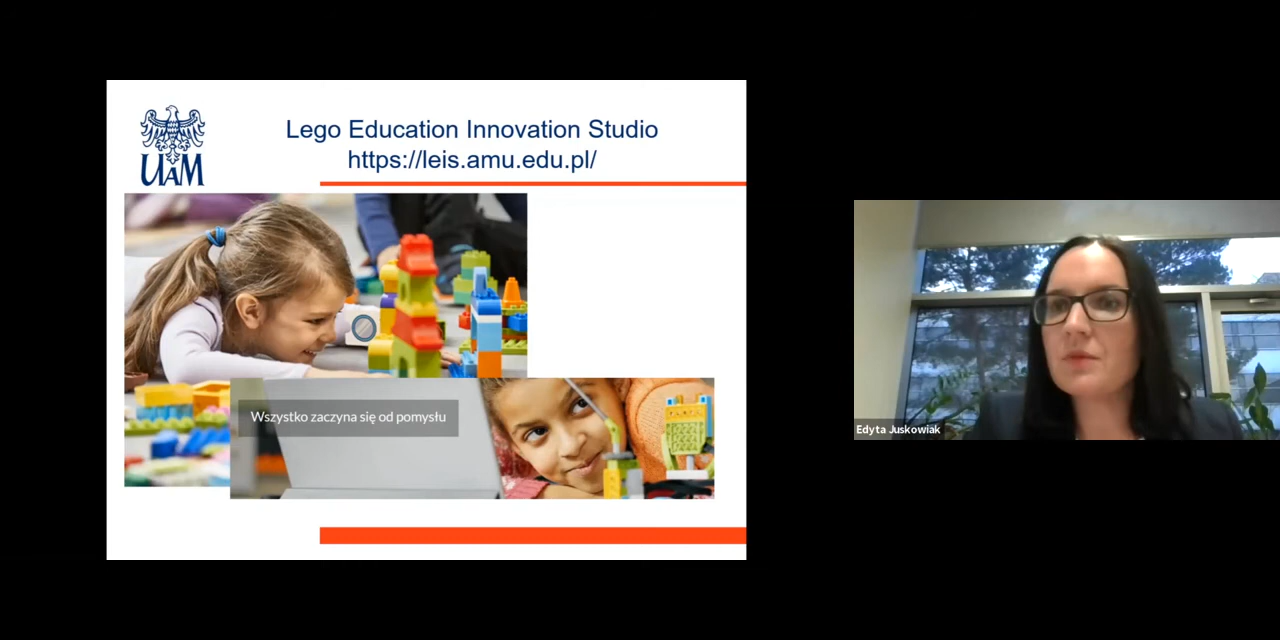 UAM
Lego Education Innovation Studio
https://leis.amu.edu.pl/
Wszystko zaczyna się od pomysłu
Edyta Juskowiak